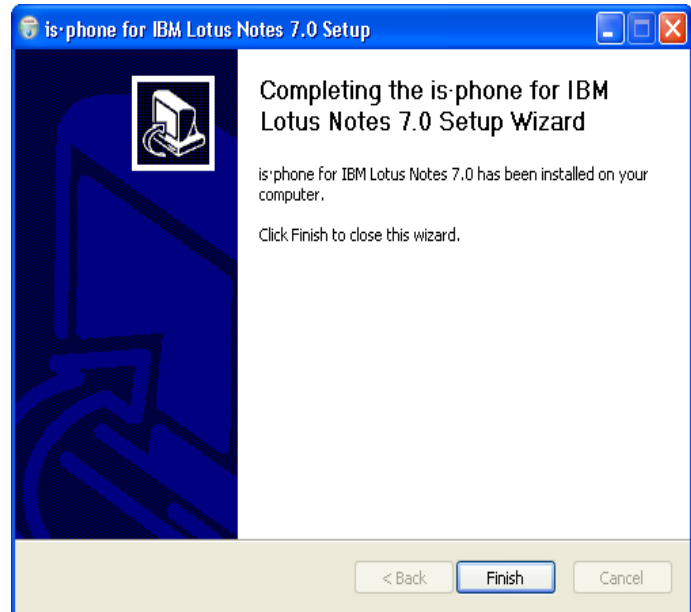 is·phone for IBM Lotus Notes 7.0 Setup
Completing the is·phone for IBM
Lotus Notes 7.0 Setup Wizard
is·phone for IBM Lotus Notes 7.0 has been installed on your
computer.
Click Finish to close this wizard.
< Back Finish Cancel